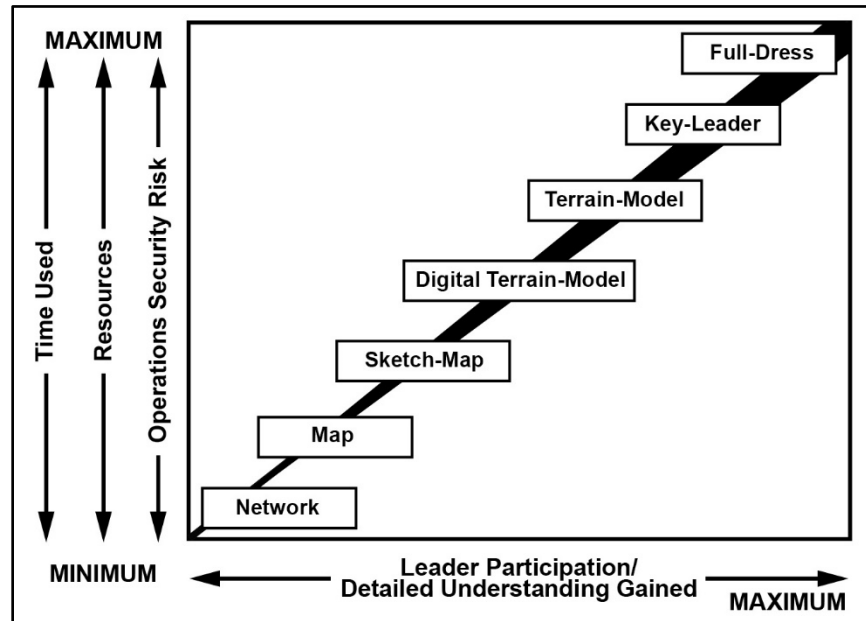 MAXIMUM
Time Used
Resources
Operations Security Risk
Full-Dress
Key-Leader
Terrain-Model
Digital Terrain-Model
Sketch-Map
Map
Network
MINIMUM
Leader Participation/
Detailed Understanding Gained
MAXIMUM